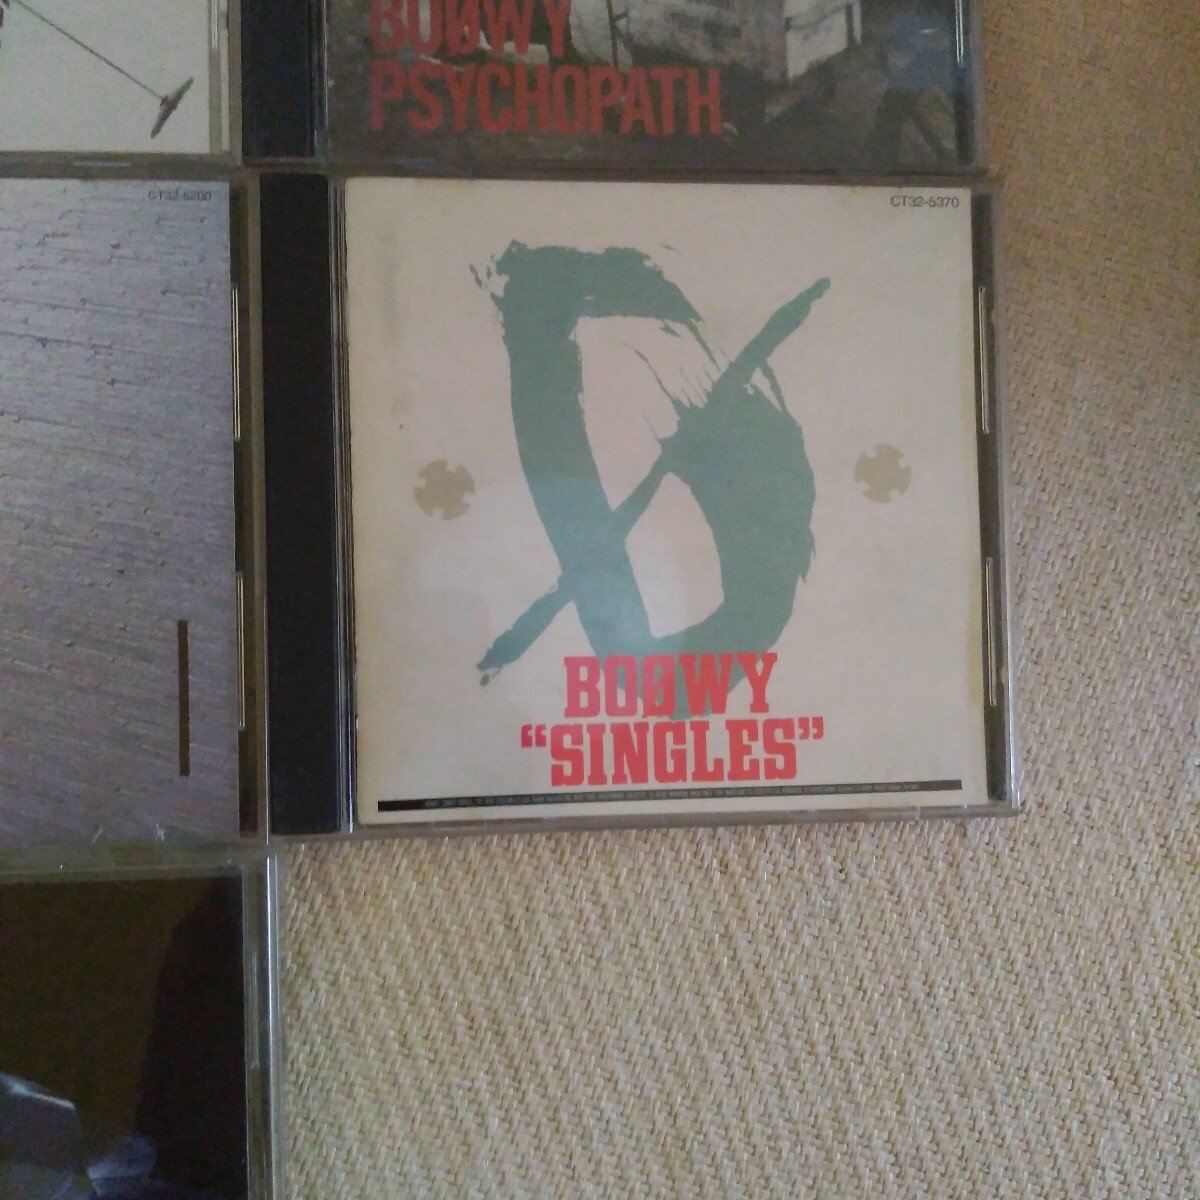 BOØWY
PSYCHOPATH
CT32-5200
CT32-5370
BOØWY
“SINGLES”